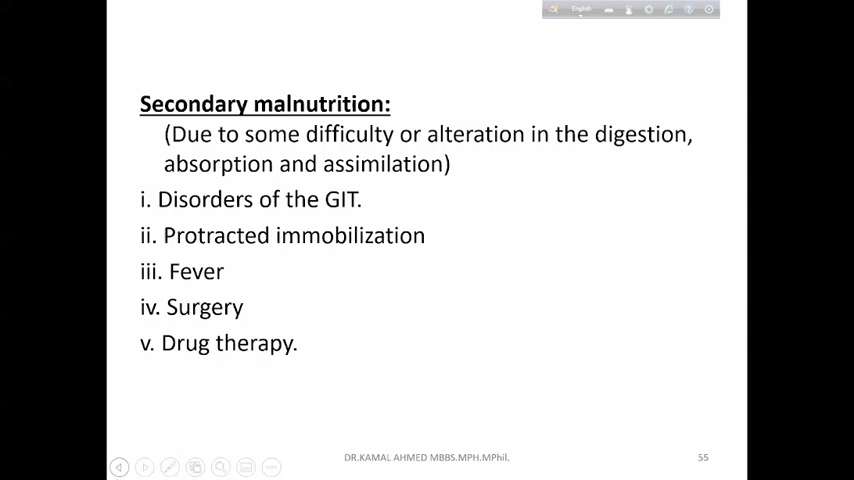 English
Secondary malnutrition:
(Due to some difficulty or alteration in the digestion,
absorption and assimilation)
i. Disorders of the GIT.
ii. Protracted immobilization
iii. Fever
iv. Surgery
v. Drug therapy.
DR.KAMAL AHMED MBBS.MPH.MPhil.
55